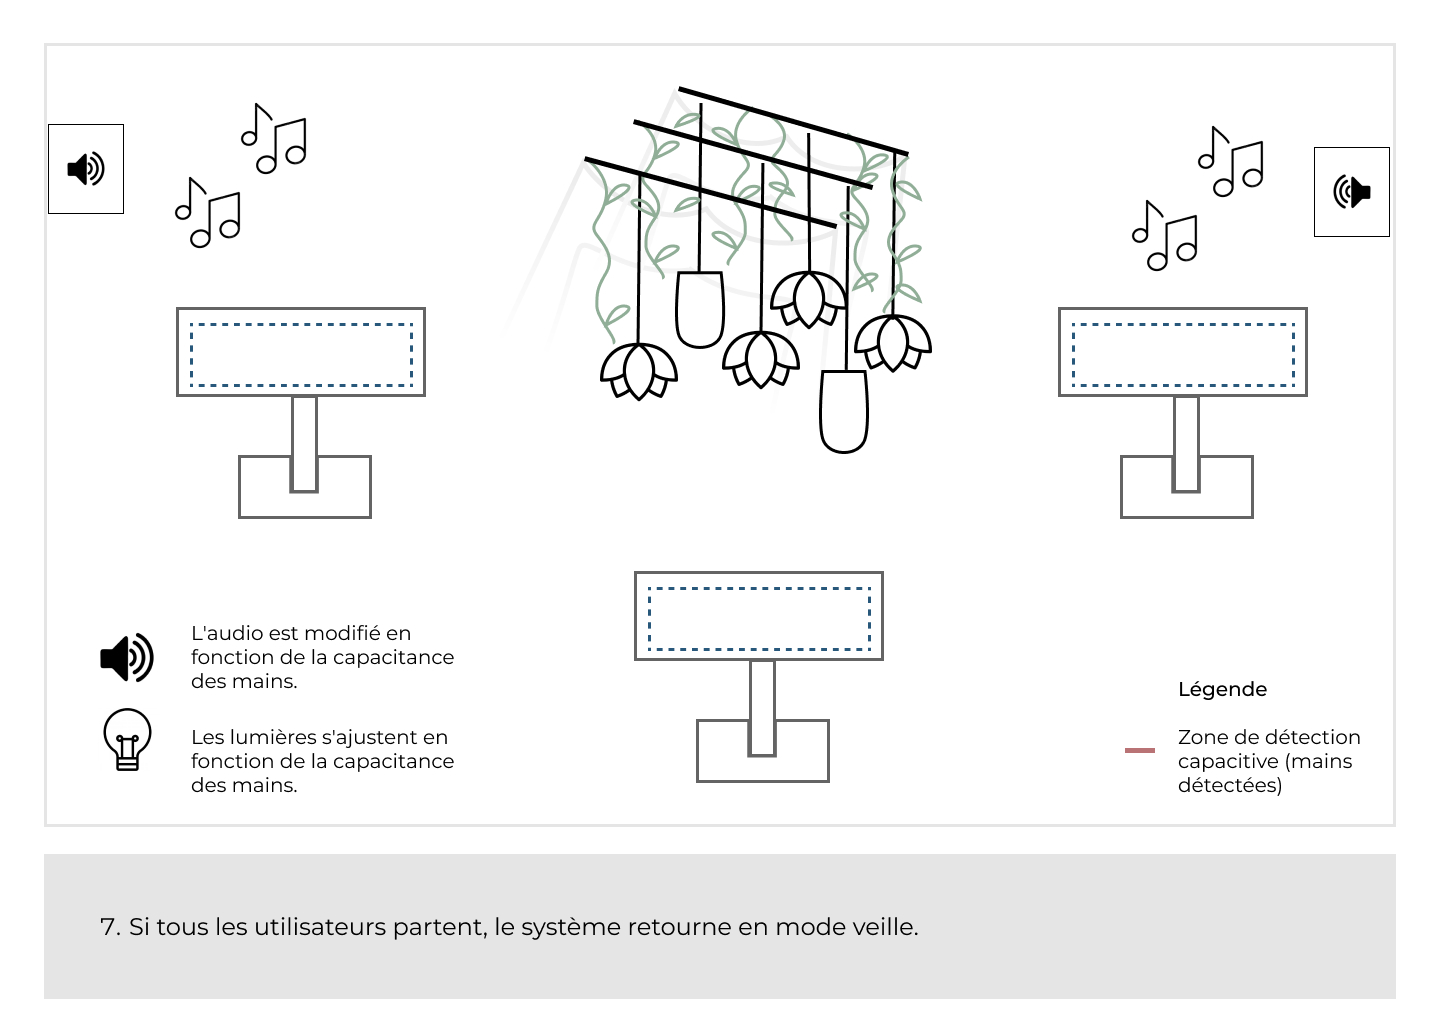 L'audio est modifié en
fonction de la capacitance
des mains.
Les lumières s'ajustent en
fonction de la capacitance
des mains.
Légende
Zone de détection
capacitive (mains
détectées)
7. Si tous les utilisateurs partent, le système retourne en mode veille.